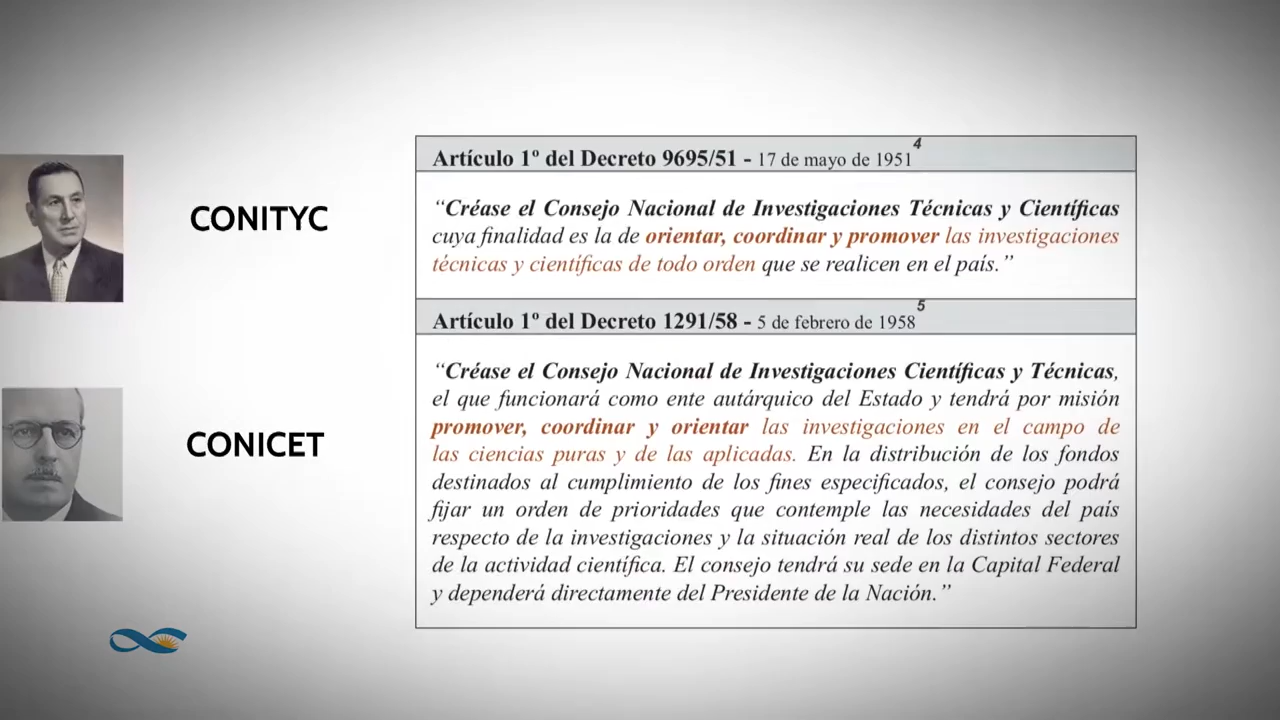 CONITYC
Artículo 1º del Decreto 9695/51 - 17 de mayo de 1951 4
“Créase el Consejo Nacional de Investigaciones Técnicas y Científicas
cuya finalidad es la de orientar, coordinar y promover las investigaciones
técnicas y científicas de todo orden que se realicen en el país.”
CONICET
Artículo 1º del Decreto 1291/58 - 5 de febrero de 1958 5
“Créase el Consejo Nacional de Investigaciones Científicas y Técnicas,
el que funcionará como ente autárquico del Estado y tendrá por misión
promover, coordinar y orientar las investigaciones en el campo de
las ciencias puras y de las aplicadas. En la distribución de los fondos
destinados al cumplimiento de los fines especificados, el consejo podrá
fijar un orden de prioridades que contemple las necesidades del país
respecto de la investigaciones y la situación real de los distintos sectores
de la actividad científica. El consejo tendrá su sede en la Capital Federal
y dependerá directamente del Presidente de la Nación.”